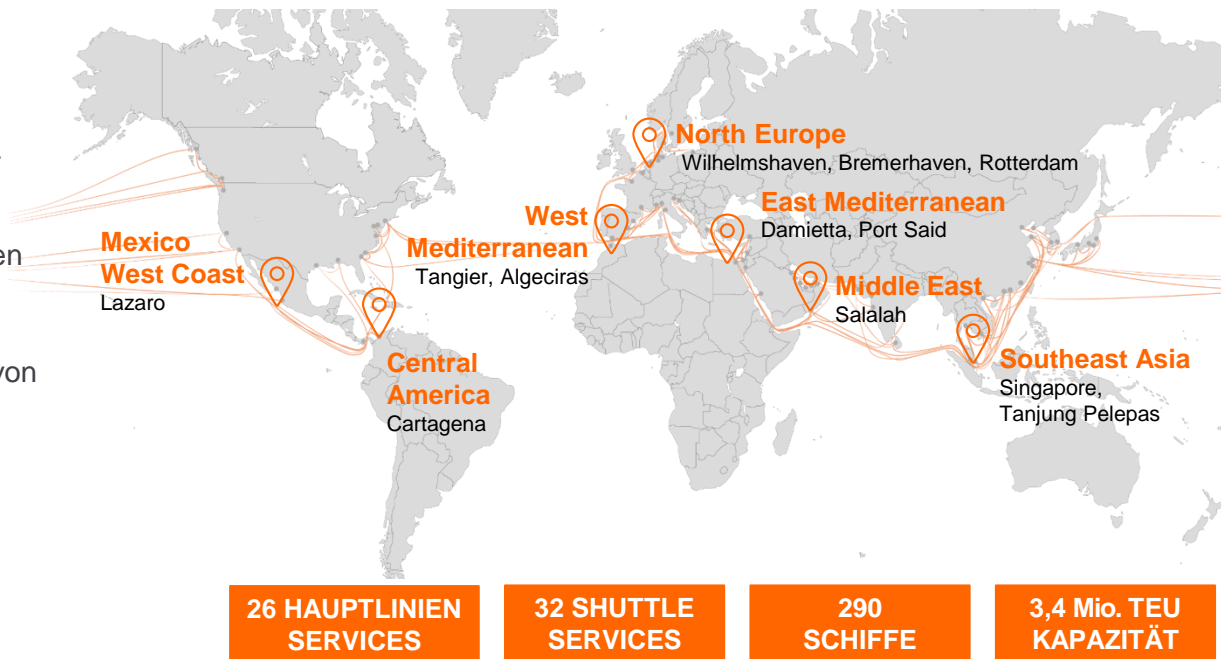 en
von
North Europe
Wilhelmshaven, Bremerhaven, Rotterdam
West
Mediterranean
Tangier, Algeciras
East Mediterranean
Damietta, Port Said
Mexico
West Coast
Lazaro
Middle East
Salalah
Central
America
Cartagena
Southeast Asia
Singapore,
Tanjung Pelepas
26 HAUPTLINIEN
SERVICES
32 SHUTTLE
SERVICES
290
SCHIFFE
3,4 Mio. TEU
KAPAZITÄT